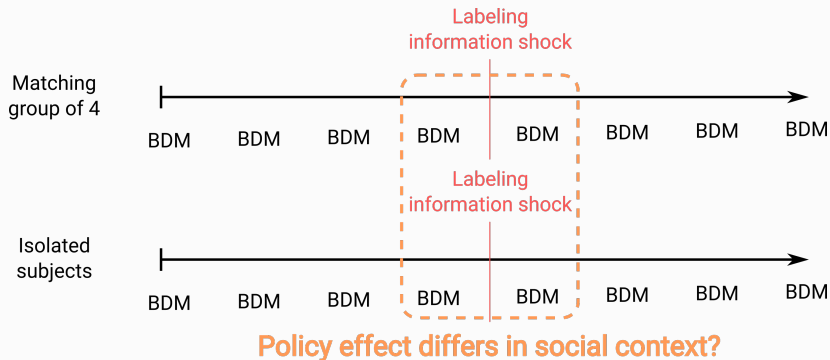 Labeling
information shock
Matching
group of 4
BDM BDM BDM BDM BDM BDM BDM BDM
Labeling
information shock
Isolated
subjects
BDM BDM BDM BDM BDM BDM BDM BDM
Policy effect differs in social context?